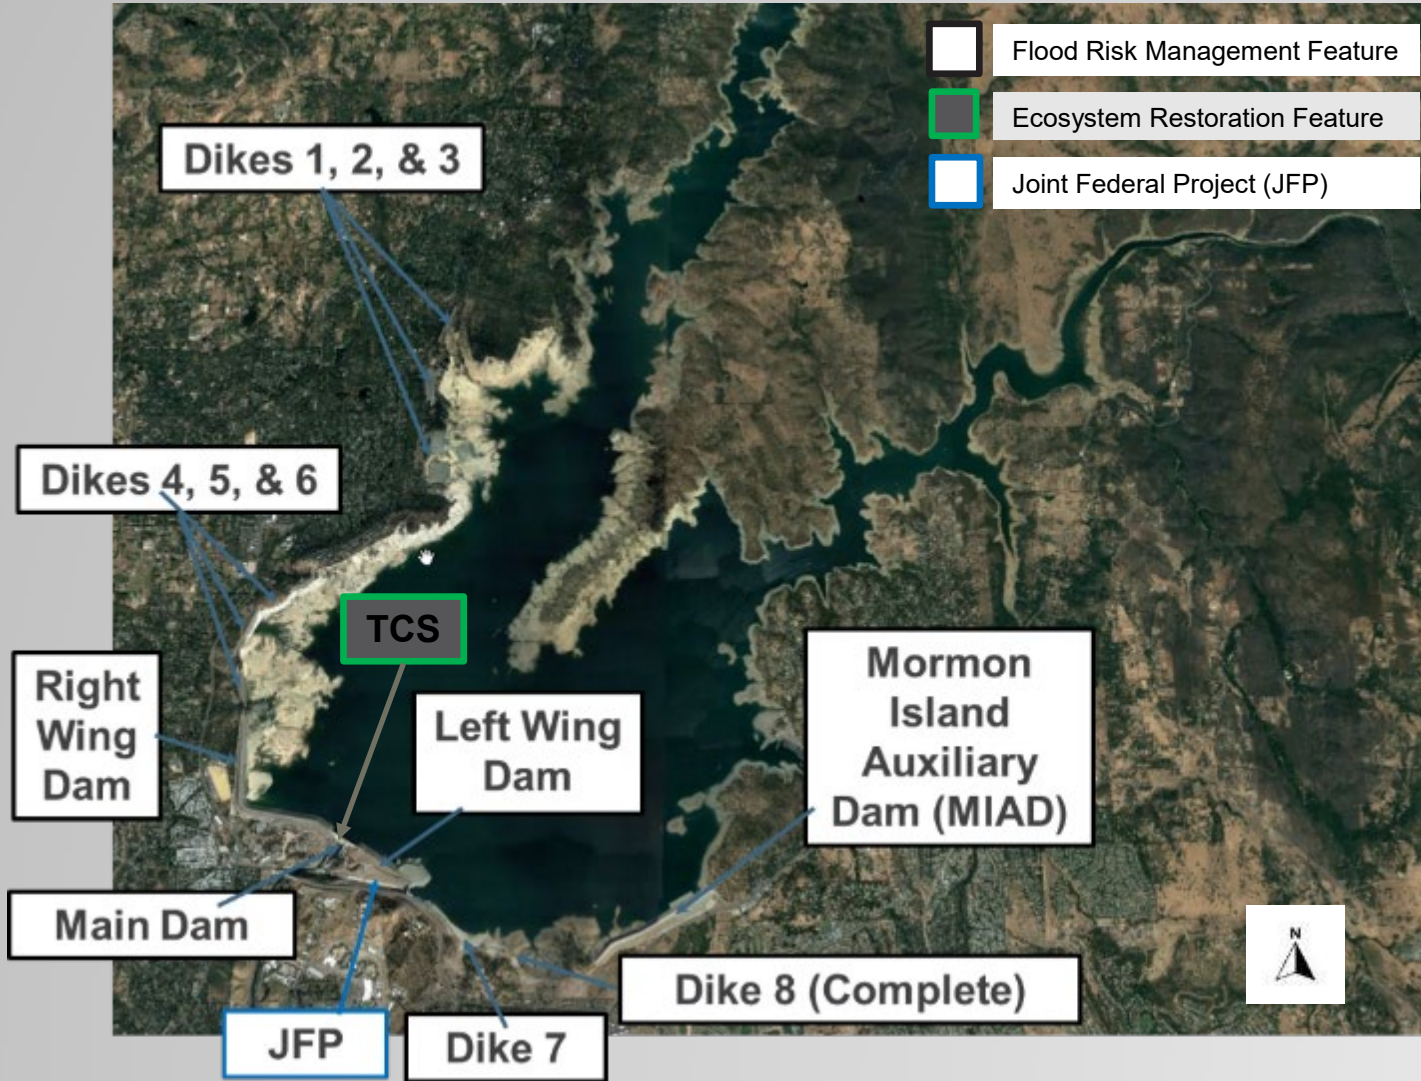 Flood Risk Management Feature
Ecosystem Restoration Feature
Joint Federal Project (JFP)
Dikes 1, 2, & 3
Dikes 4, 5, & 6
TCS
Right
Wing
Dam
Left Wing
Dam
Mormon
Island
Auxiliary
Dam (MIAD)
Main Dam
N
Dike 8 (Complete)
JFP
Dike 7